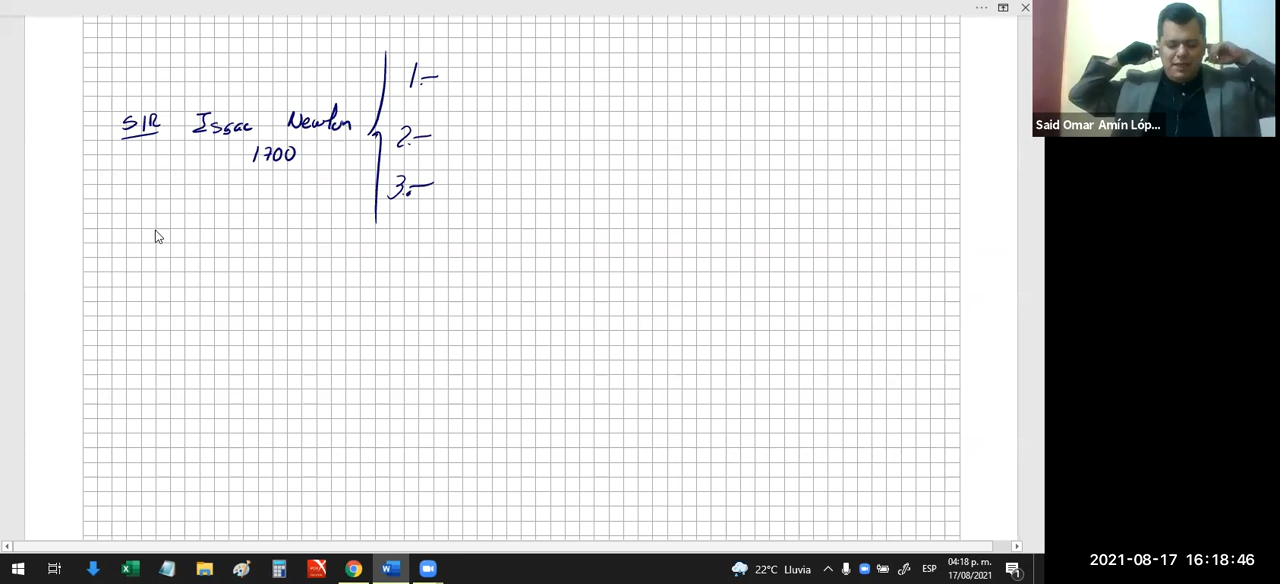 1.-
SIR Issac Newton
2.-
1700
3.-
Said Omar Amín Lóp...
22°C Lluvia
ESP
04:18 p. m.
17/08/2021
1
2021-08-17 16:18:46